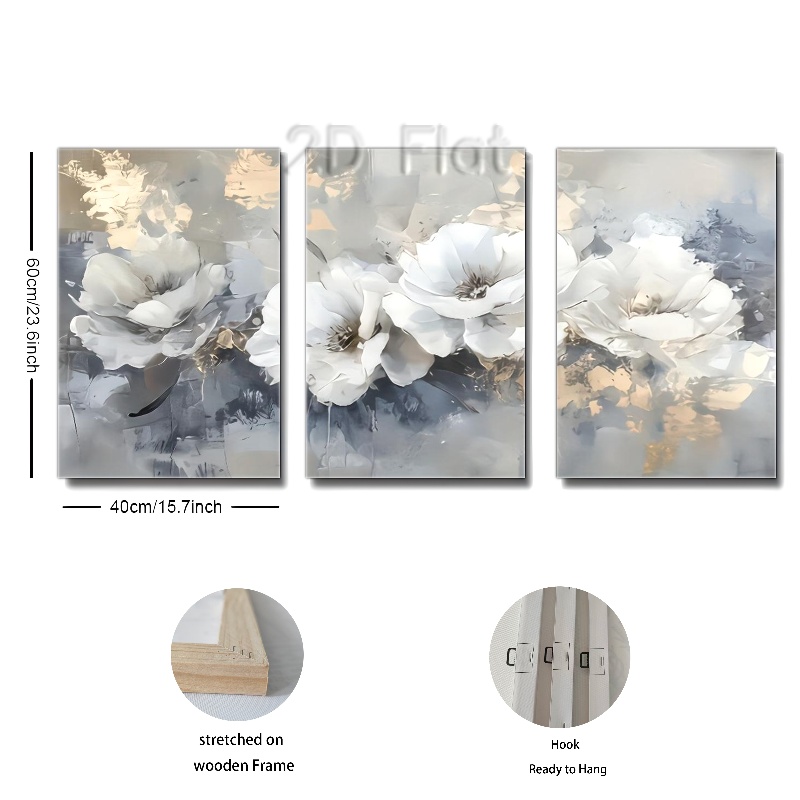 2D Flat
60cm/23.6inch
40cm/15.7inch
stretched on
wooden Frame
Hook
Ready to Hang